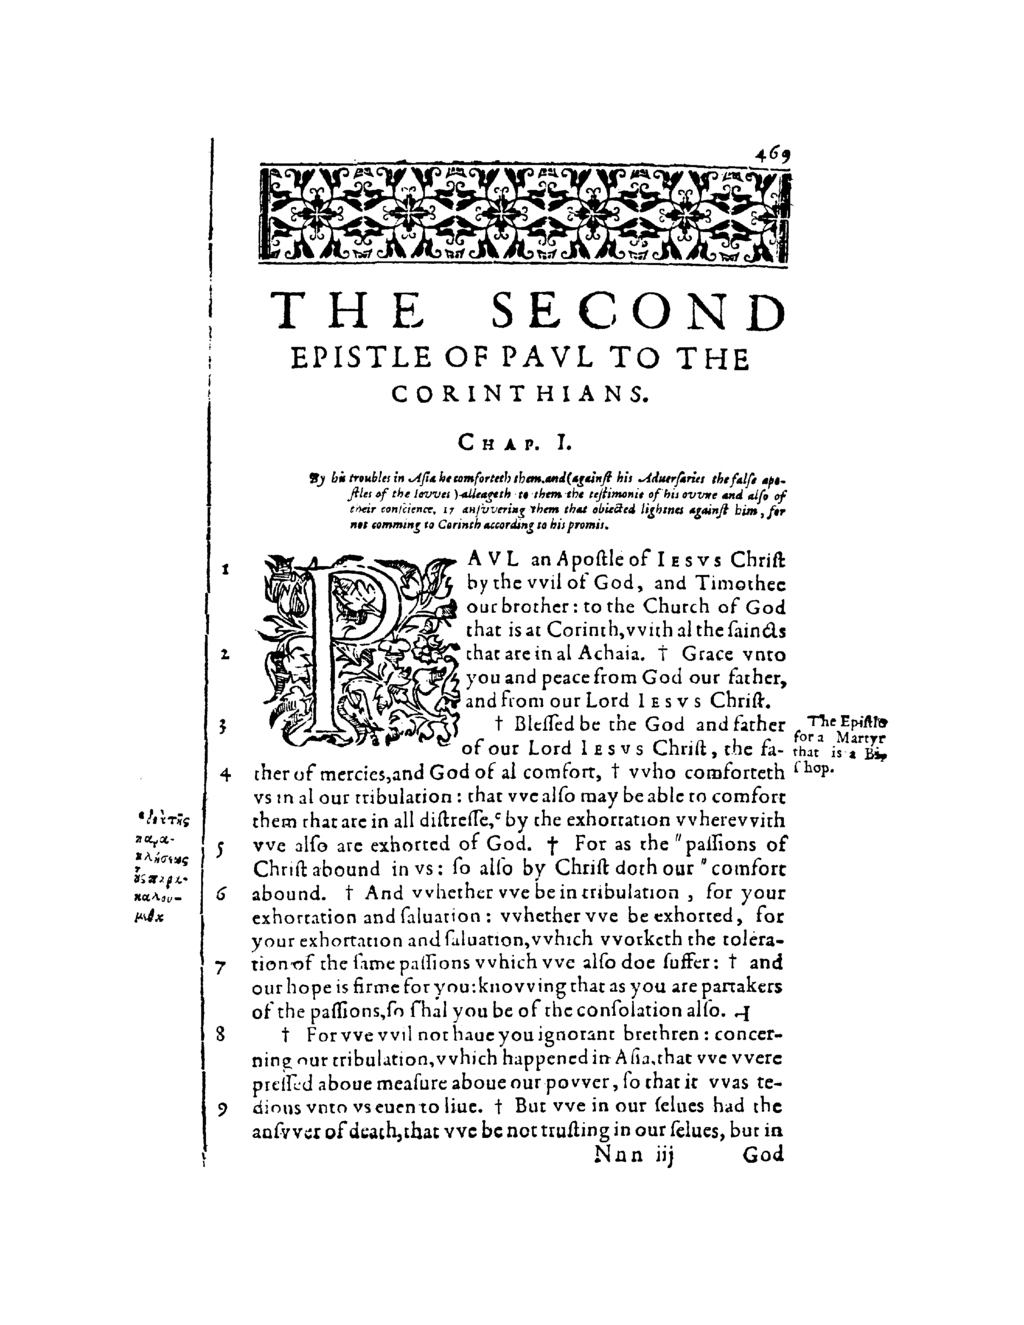 469
THE SECOND
EPISTLE OF PAVL TO THE
CORINTHIANS.
CHAP. I.
By his troubles in Aſia he comforteth them, and (againſt his Aduerſaries the falſe apo-
ſtles of the Ievves) alleageth to them the teſtimonie of his ovvne and alſo of
their conſcience, 17 anſvvering them that obiected lightnes againſt him, for
not comming to Corinth according to his promis.
1 PAVL an Apoſtle of IESVS Chriſt
by the vvil of God, and Timothee
our brother: to the Church of God
that is at Corinth, vvith al the ſaincts
2 that are in al Achaia. † Grace vnto
you and peace from God our father,
and from our Lord IESVS Chriſt.
3 † Bleſſed be the God and father
of our Lord IESVS Chriſt, the fa-
The Epiſtle
for a Martyr
that is a Biſ
ſhop.
4 ther of mercies, and God of al comfort, † vvho comforteth
vs in al our tribulation: that vve alſo may be able to comfort
them that are in all diſtreſſe, ᶜ by the exhortation vvherevvith
5 vve alſo are exhorted of God. † For as the " paſſions of
Chriſt abound in vs: ſo alſo by Chriſt doth our " comfort
6 abound. † And vvhether vve be in tribulation, for your
exhortation and ſaluation: vvhether vve be exhorted, for
your exhortation and ſaluation, vvhich vvorketh the tolera-
7 tion of the ſame paſſions vvhich vve alſo doe ſuffer: † and
our hope is firme for you: knovving that as you are partakers
of the paſſions, ſo ſhal you be of the conſolation alſo.
8 † For vve vvil not haue you ignorant brethren: concer-
ning our tribulation, vvhich happened in Aſia, that vve vvere
preſſed aboue meaſure aboue our povver, ſo that it vvas te-
9 dious vnto vs euen to liue. † But vve in our ſelues had the
anſvver of death, that vve be not truſting in our ſelues, but in
Nnn iij God